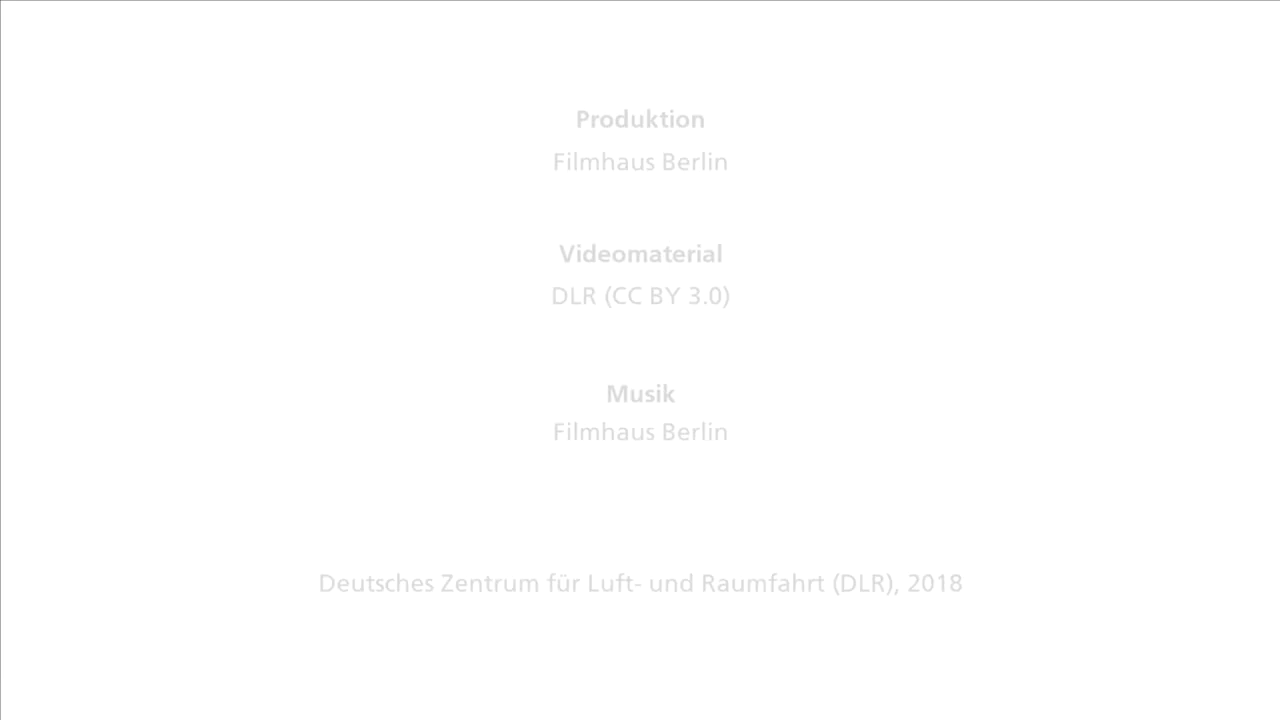 Produktion
Filmhaus Berlin
Videomaterial
DLR (CC BY 3.0)
Musik
Filmhaus Berlin
Deutsches Zentrum für Luft- und Raumfahrt (DLR), 2018